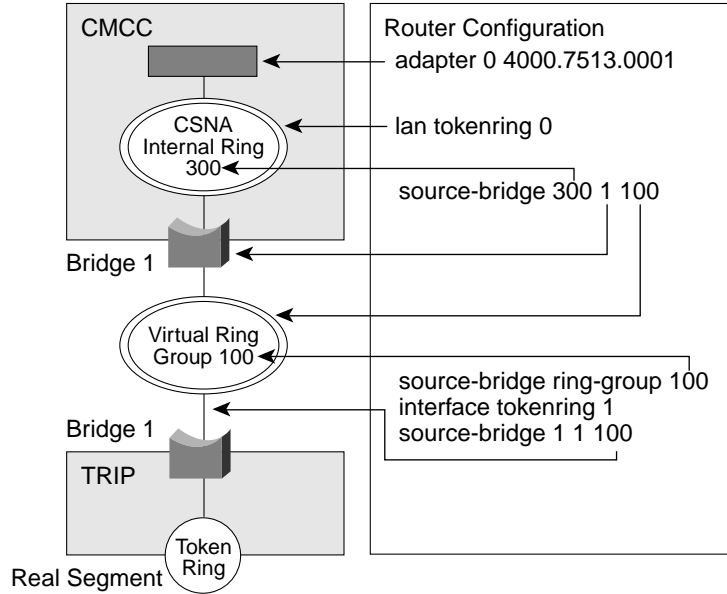 CMCC
CSNA
Internal Ring
300
Bridge 1
Virtual Ring
Group 100
Bridge 1
TRIP
Token
Ring
Real Segment
Router Configuration
adapter 0 4000.7513.0001
lan tokenring 0
source-bridge 300 1 100
source-bridge ring-group 100
interface tokenring 1
source-bridge 1 1 100